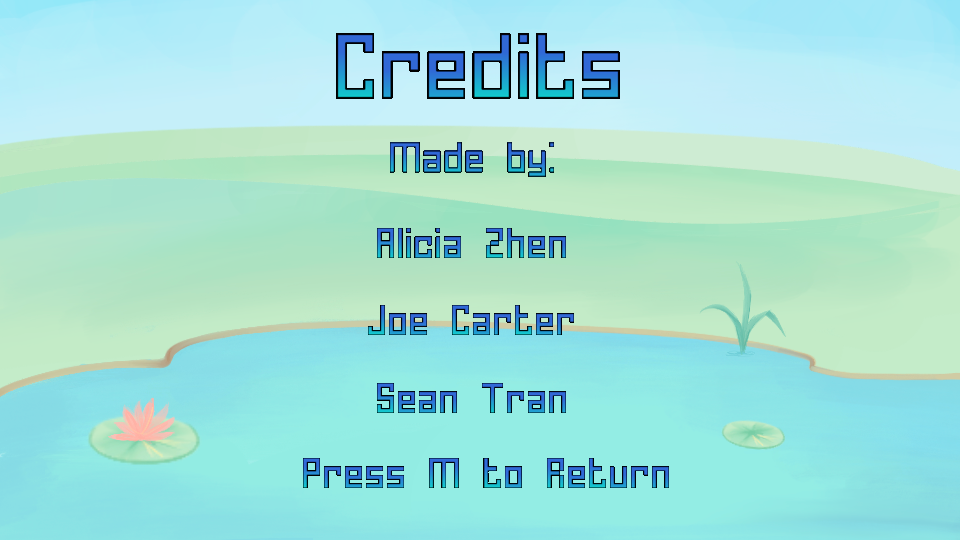 Credits
Made by:
Alicia Zhen
Joe Carter
Sean Tran
Press M to Return